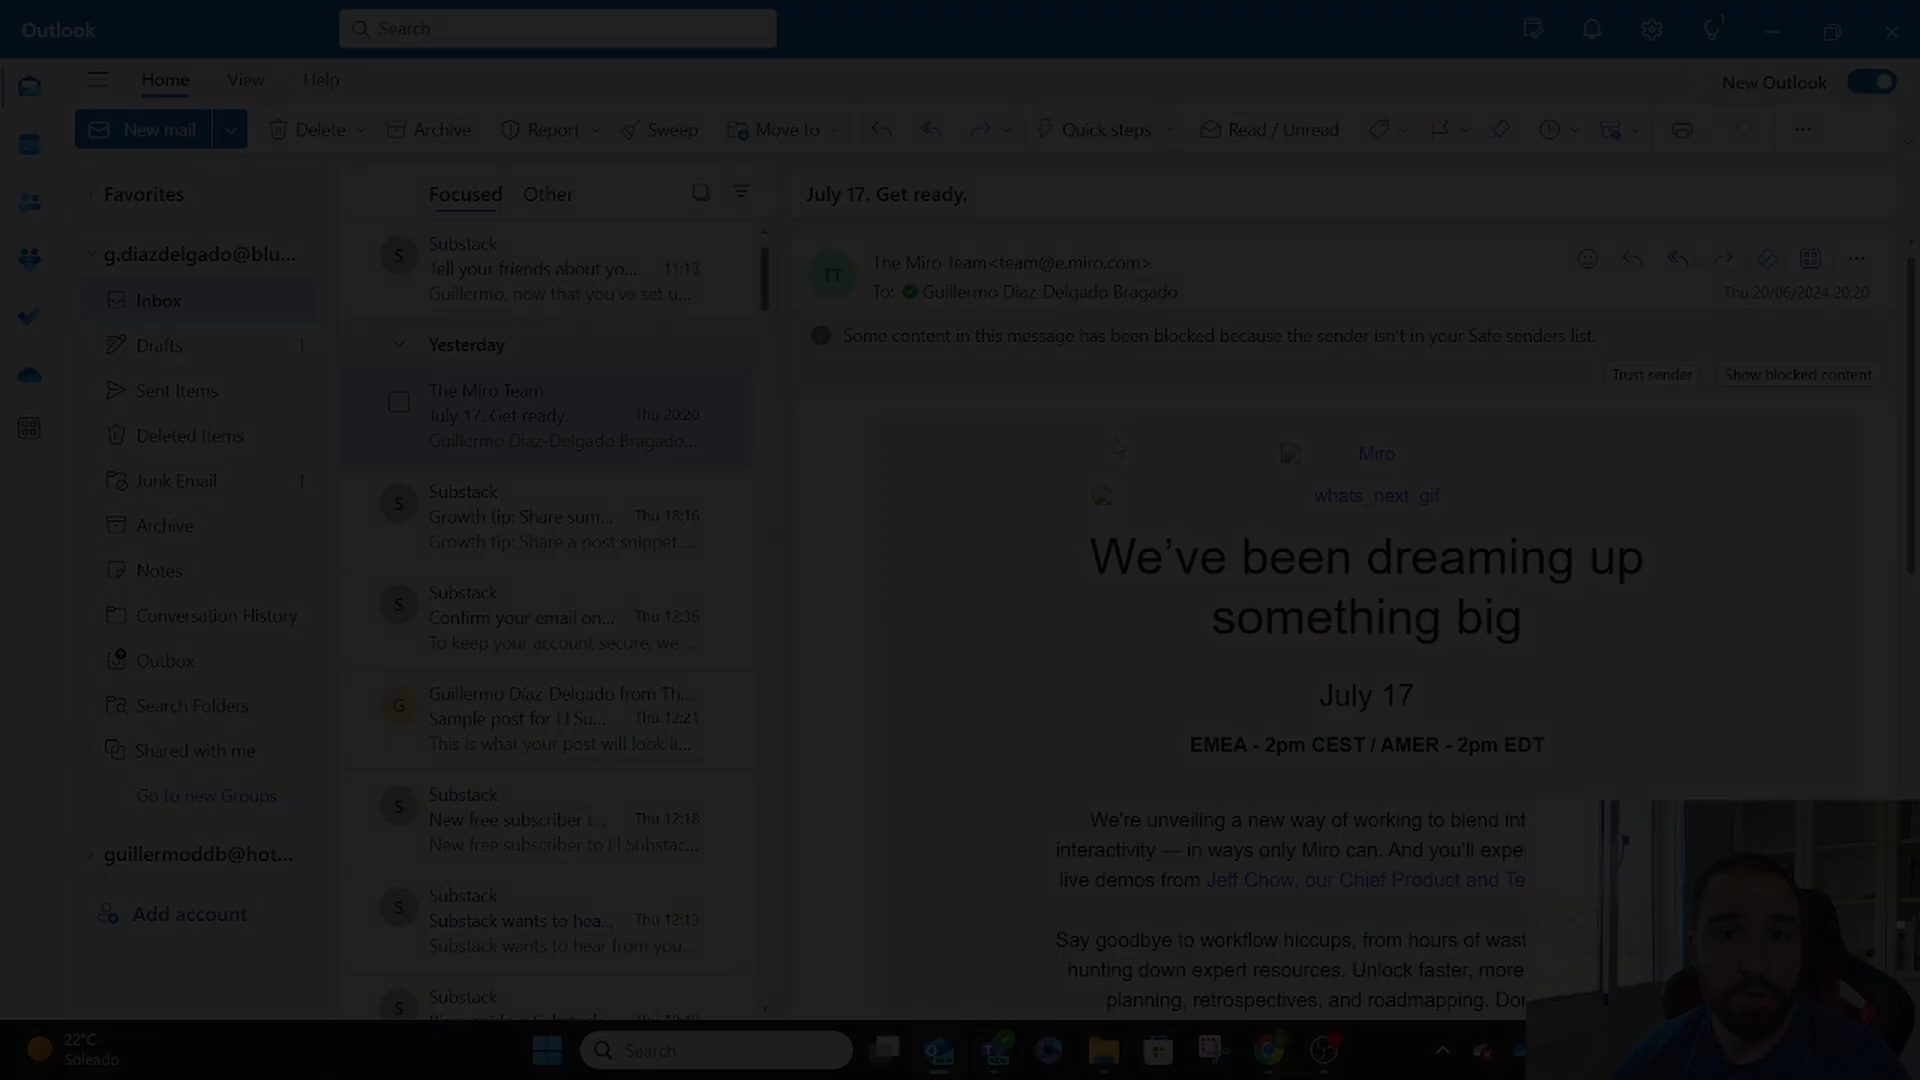 Outlook
Search
1
Home View Help
New Outlook
New mail Delete Archive Report Sweep Move to Quick steps Read / Unread
Favorites
g.diazdelgado@blu...
Inbox
Drafts 1
Sent Items
Deleted Items
Junk Email 1
Archive
Notes
Conversation History
Outbox
Search Folders
Shared with me
Go to new Groups
guillermoddb@hot...
Add account
Focused Other
S
Substack
Tell your friends about yo... 11:13
Guillermo, now that you've set u...
Yesterday
The Miro Team
July 17. Get ready. Thu 20:20
Guillermo Diaz-Delgado Bragado...
S
Substack
Growth tip: Share sum... Thu 18:16
Growth tip: Share a post snippet ...
S
Substack
Confirm your email on... Thu 12:36
To keep your account secure, we ...
G
Guillermo Díaz-Delgado from Th...
Sample post for Ll Su... Thu 12:21
This is what your post will look li...
S
Substack
New free subscriber t... Thu 12:18
New free subscriber to Ll Substac...
S
Substack
Substack wants to hea... Thu 12:13
Substack wants to hear from you...
S
Substack
July 17. Get ready.
TT
The Miro Team<team@e.miro.com>
To: Guillermo Diaz-Delgado Bragado
Thu 20/06/2024 20:20
Some content in this message has been blocked because the sender isn't in your Safe senders list.
Trust sender Show blocked content
Miro
whats_next_gif
We’ve been dreaming up
something big
July 17
EMEA - 2pm CEST / AMER - 2pm EDT
We’re unveiling a new way of working to blend int
interactivity — in ways only Miro can. And you’ll expe
live demos from Jeff Chow, our Chief Product and Te
Say goodbye to workflow hiccups, from hours of wast
hunting down expert resources. Unlock faster, more
planning, retrospectives, and roadmapping. Don
22°C
Soleado
Search
NEW
NEW